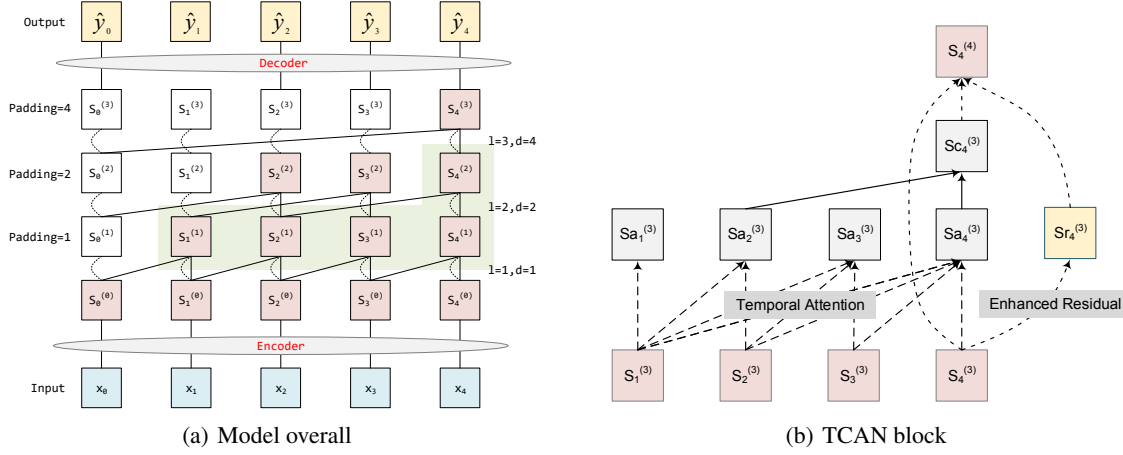 Output ŷ₀ ŷ₁ ŷ₂ ŷ₃ ŷ₄
Decoder
Padding=4 S₀⁽³⁾ S₁⁽³⁾ S₂⁽³⁾ S₃⁽³⁾ S₄⁽³⁾
l=3,d=4
Padding=2 S₀⁽²⁾ S₁⁽²⁾ S₂⁽²⁾ S₃⁽²⁾ S₄⁽²⁾
l=2,d=2
Padding=1 S₀⁽¹⁾ S₁⁽¹⁾ S₂⁽¹⁾ S₃⁽¹⁾ S₄⁽¹⁾
l=1,d=1
S₀⁽⁰⁾ S₁⁽⁰⁾ S₂⁽⁰⁾ S₃⁽⁰⁾ S₄⁽⁰⁾
Encoder
Input x₀ x₁ x₂ x₃ x₄
(a) Model overall
S₄⁽⁴⁾
Sc₄⁽³⁾
Sa₁⁽³⁾ Sa₂⁽³⁾ Sa₃⁽³⁾ Sa₄⁽³⁾ Sr₄⁽³⁾
Temporal Attention Enhanced Residual
S₁⁽³⁾ S₂⁽³⁾ S₃⁽³⁾ S₄⁽³⁾
(b) TCAN block